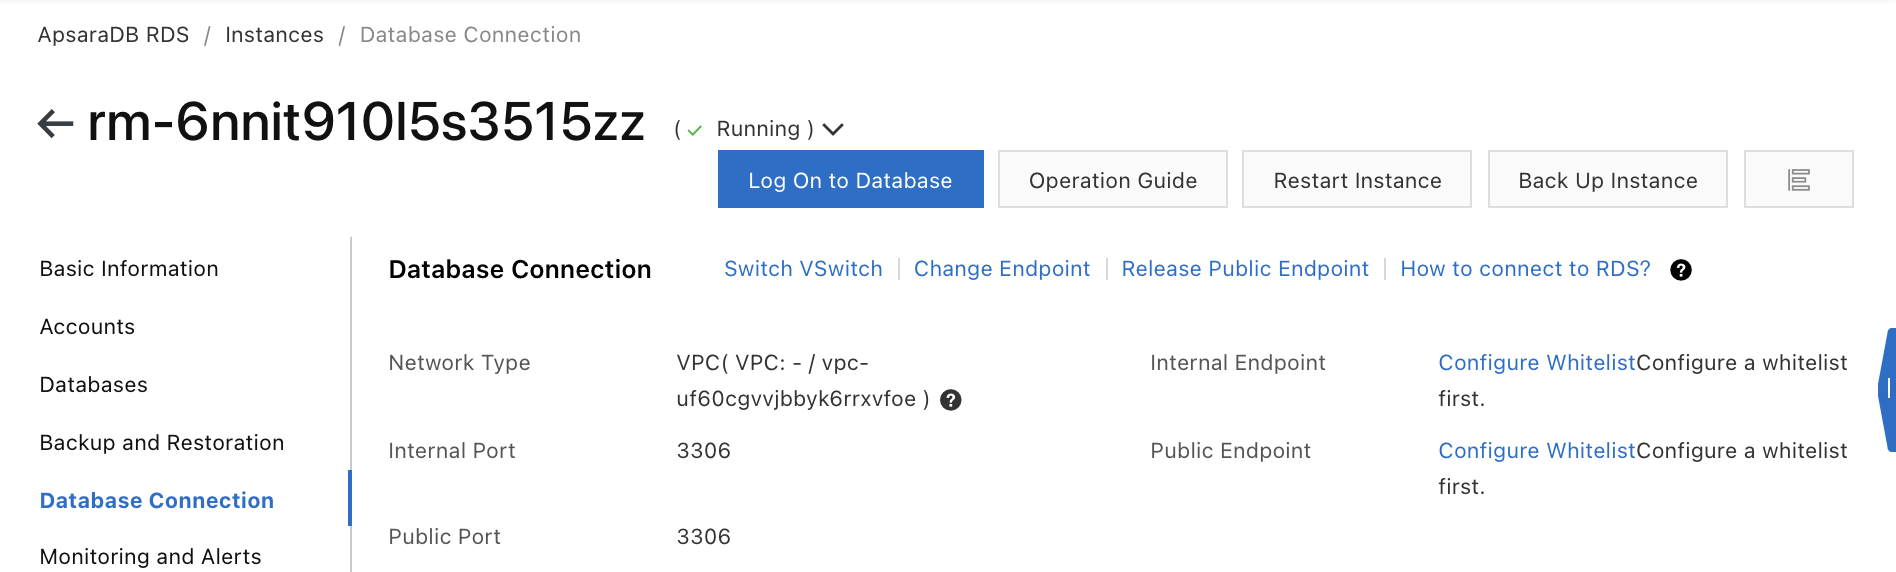 ApsaraDB RDS / Instances / Database Connection
rm-6nnit910l5s3515zz ( Running )
Log On to Database Operation Guide Restart Instance Back Up Instance
Basic Information
Accounts
Databases
Backup and Restoration
Database Connection
Monitoring and Alerts
Database Connection Switch VSwitch Change Endpoint Release Public Endpoint How to connect to RDS? ?
Network Type VPC( VPC: - / vpc-
uf60cgvvjbbyk6rrxvfoe ) ?
Internal Endpoint Configure WhitelistConfigure a whitelist
first.
Internal Port 3306
Public Endpoint Configure WhitelistConfigure a whitelist
first.
Public Port 3306